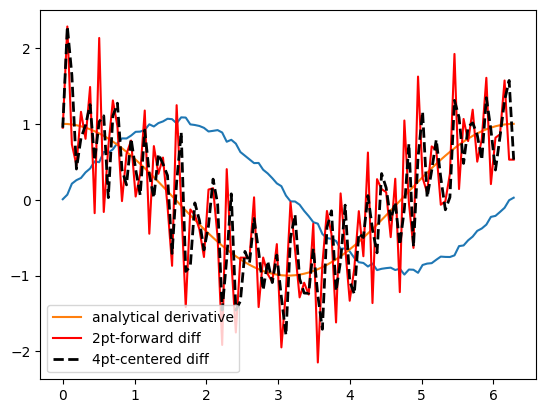 2
1
0
−1
−2
analytical derivative
2pt-forward diff
4pt-centered diff
0 1 2 3 4 5 6